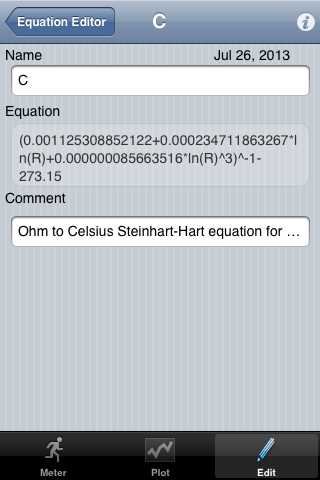 Equation Editor
C
i
Name
Jul 26, 2013
C
Equation
(0.001125308852122+0.000234711863267*l
n(R)+0.000000085663516*ln(R)^3)^-1-
273.15
Comment
Ohm to Celsius Steinhart-Hart equation for ...
Meter
Plot
Edit